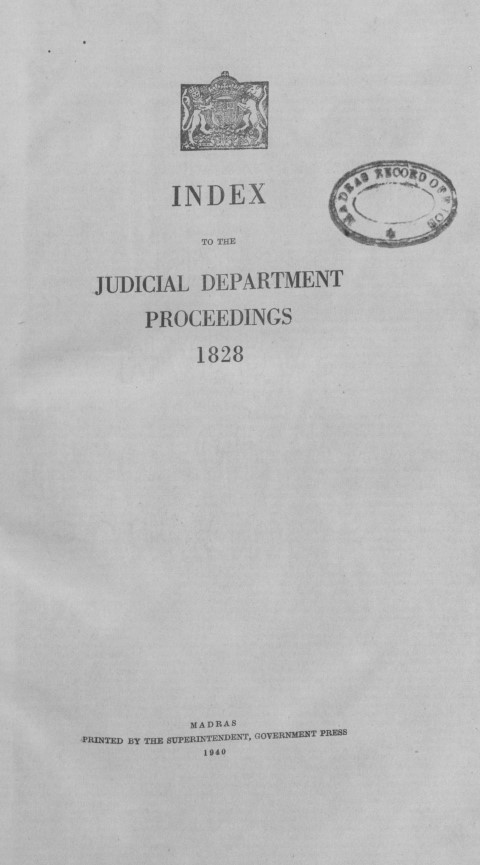 INDEX
MADRAS RECORD OFFICE
TO THE
JUDICIAL DEPARTMENT
PROCEEDINGS
1828
MADRAS
PRINTED BY THE SUPERINTENDENT, GOVERNMENT PRESS
1940